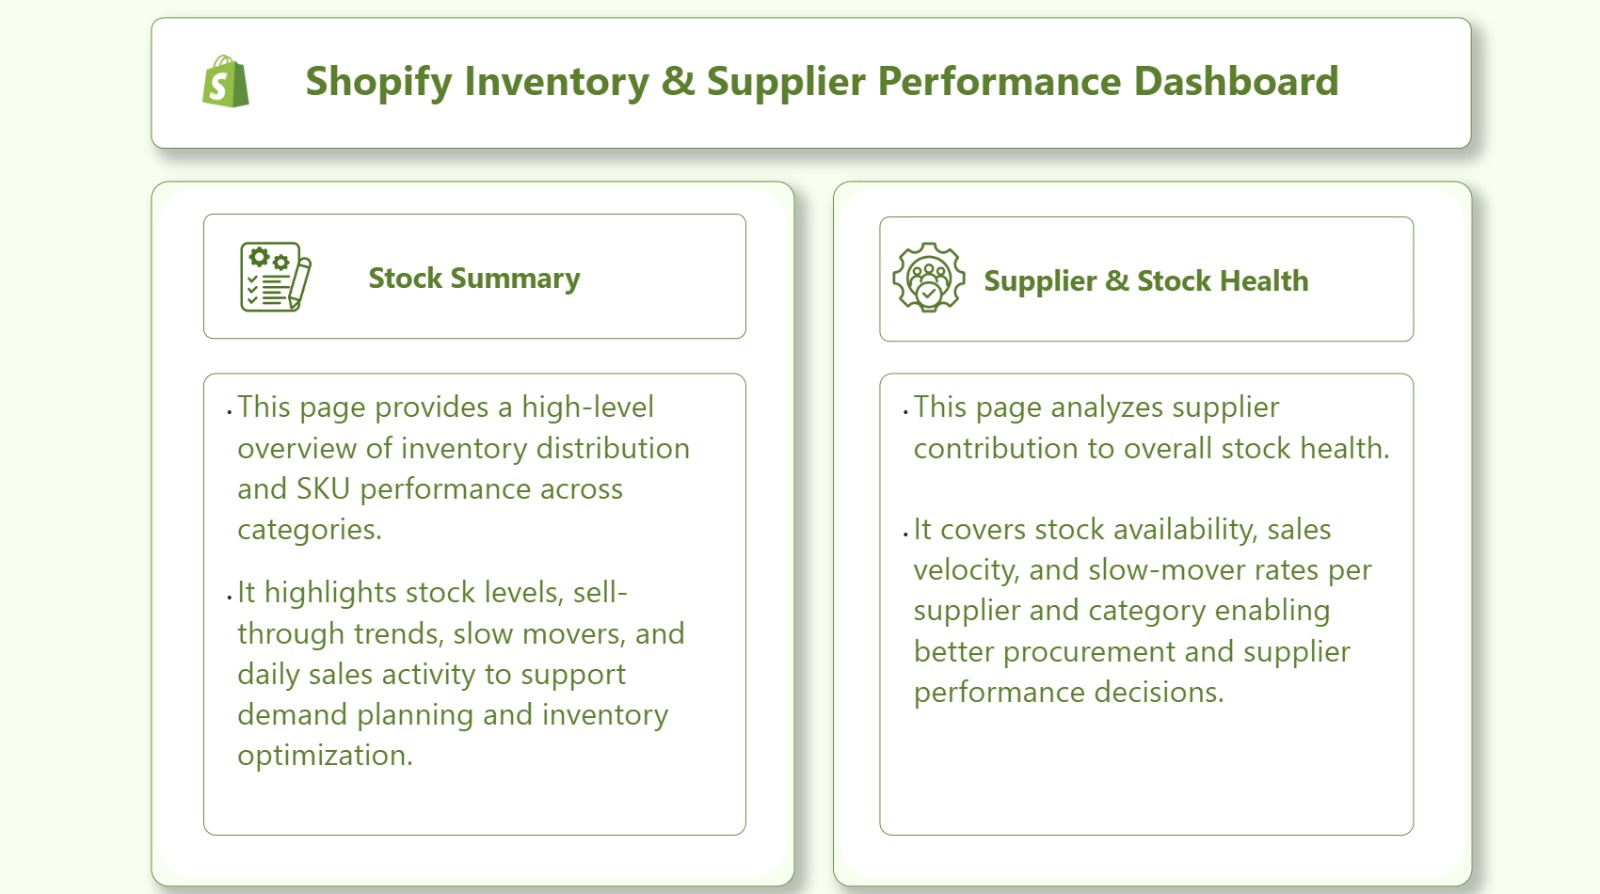 Shopify Inventory & Supplier Performance Dashboard
Stock Summary
• This page provides a high-level
overview of inventory distribution
and SKU performance across
categories.
• It highlights stock levels, sell-
through trends, slow movers, and
daily sales activity to support
demand planning and inventory
optimization.
Supplier & Stock Health
• This page analyzes supplier
contribution to overall stock health.
• It covers stock availability, sales
velocity, and slow-mover rates per
supplier and category enabling
better procurement and supplier
performance decisions.